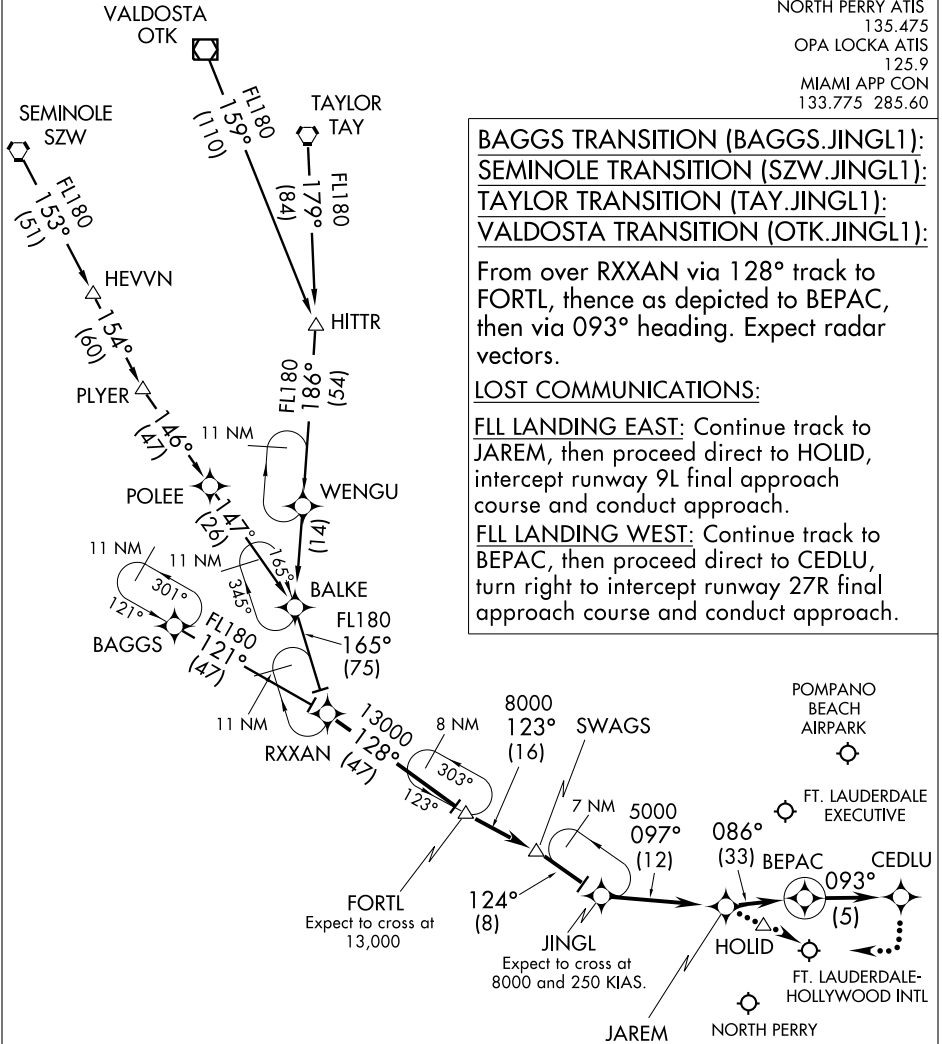 VALDOSTA
OTK
NORTH PERRY ATIS
135.475
OPA LOCKA ATIS
125.9
MIAMI APP CON
133.775 285.60
SEMINOLE
SZW
TAYLOR
TAY
FL180
159°
(110)
FL180
179°
(84)
FL180
153°
(51)
HEVVN
154°
(60)
HITTR
PLYER
FL180
186°
(54)
146°
(47)
11 NM
POLEE
WENGU
147°
(26)
(14)
11 NM
11 NM
165°
345°
301°
121°
BALKE
BAGGS
FL180
121°
(47)
FL180
165°
(75)
11 NM
RXXAN
BAGGS TRANSITION (BAGGS.JINGL1):
SEMINOLE TRANSITION (SZW.JINGL1):
TAYLOR TRANSITION (TAY.JINGL1):
VALDOSTA TRANSITION (OTK.JINGL1):
From over RXXAN via 128° track to
FORTL, thence as depicted to BEPAC,
then via 093° heading. Expect radar
vectors.
LOST COMMUNICATIONS:
FLL LANDING EAST: Continue track to
JAREM, then proceed direct to HOLID,
intercept runway 9L final approach
course and conduct approach.
FLL LANDING WEST: Continue track to
BEPAC, then proceed direct to CEDLU,
turn right to intercept runway 27R final
approach course and conduct approach.
13000
128°
(47)
8 NM
303°
123°
8000
123°
(16)
SWAGS
7 NM
FORTL
Expect to cross at
13,000
124°
(8)
JINGL
Expect to cross at
8000 and 250 KIAS.
5000
097°
(12)
086°
(33)
BEPAC
093°
(5)
CEDLU
HOLID
JAREM
POMPANO
BEACH
AIRPARK
FT. LAUDERDALE
EXECUTIVE
FT. LAUDERDALE-
HOLLYWOOD INTL
NORTH PERRY